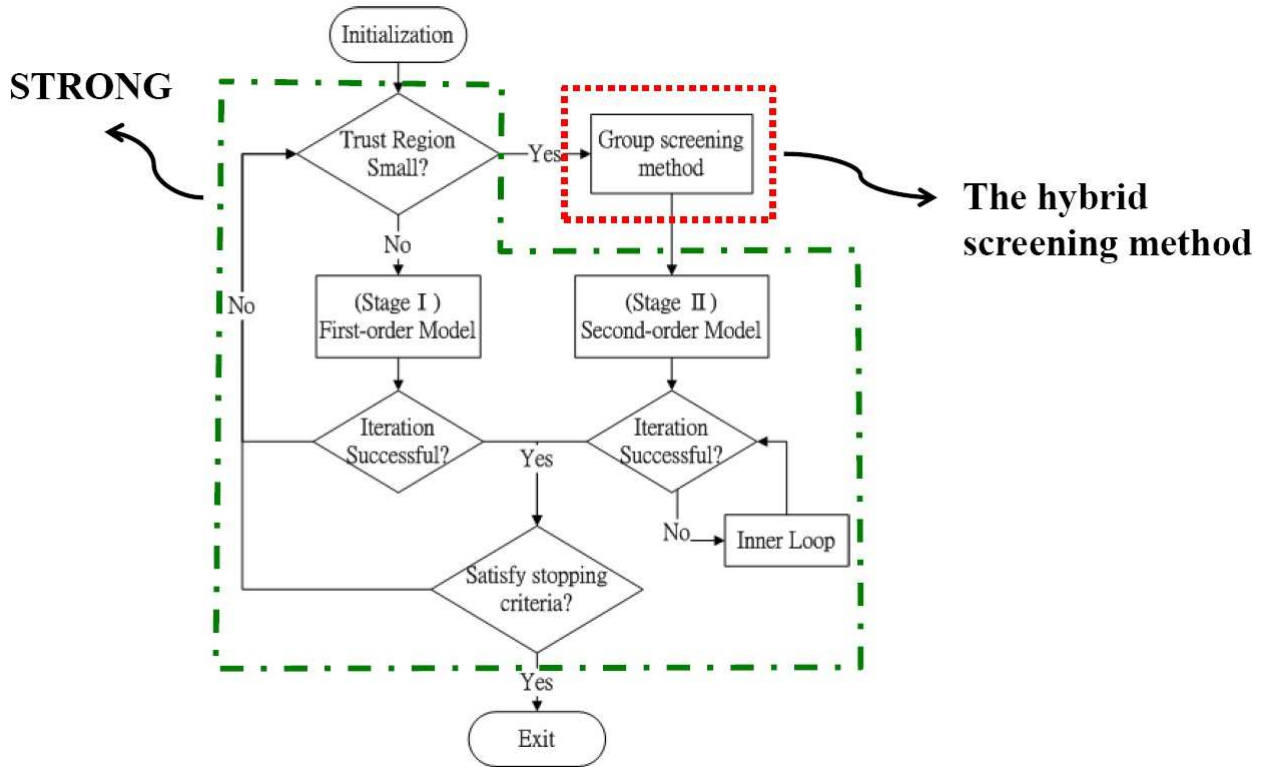 Initialization
STRONG
Trust Region
Small?
Yes
Group screening
method
The hybrid
screening method
No
No
(Stage Ⅰ)
First-order Model
(Stage Ⅱ)
Second-order Model
Iteration
Successful?
Yes
Iteration
Successful?
No
Inner Loop
Satisfy stopping
criteria?
Yes
Exit